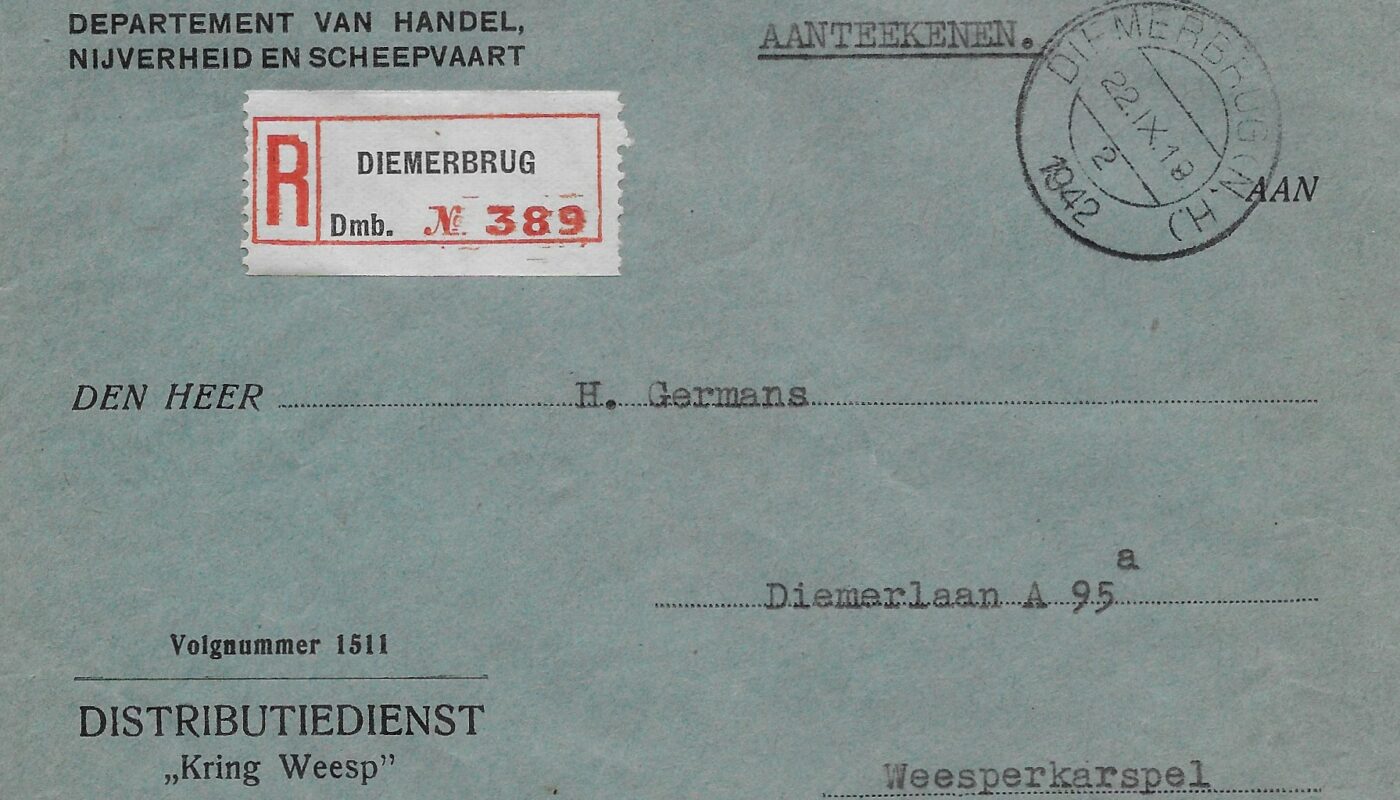 DEPARTEMENT VAN HANDEL,
NIJVERHEID EN SCHEEPVAART
AANTEEKENEN.
DIEMERBRUG (N.H.)
22.IX.18
2
1942
R
DIEMERBRUG
Dmb. № 389
AAN
DEN HEER H. Germans
Diemerlaan A 95a
Volgnummer 1511
DISTRIBUTIEDIENST
„Kring Weesp”
Weesperkarspel